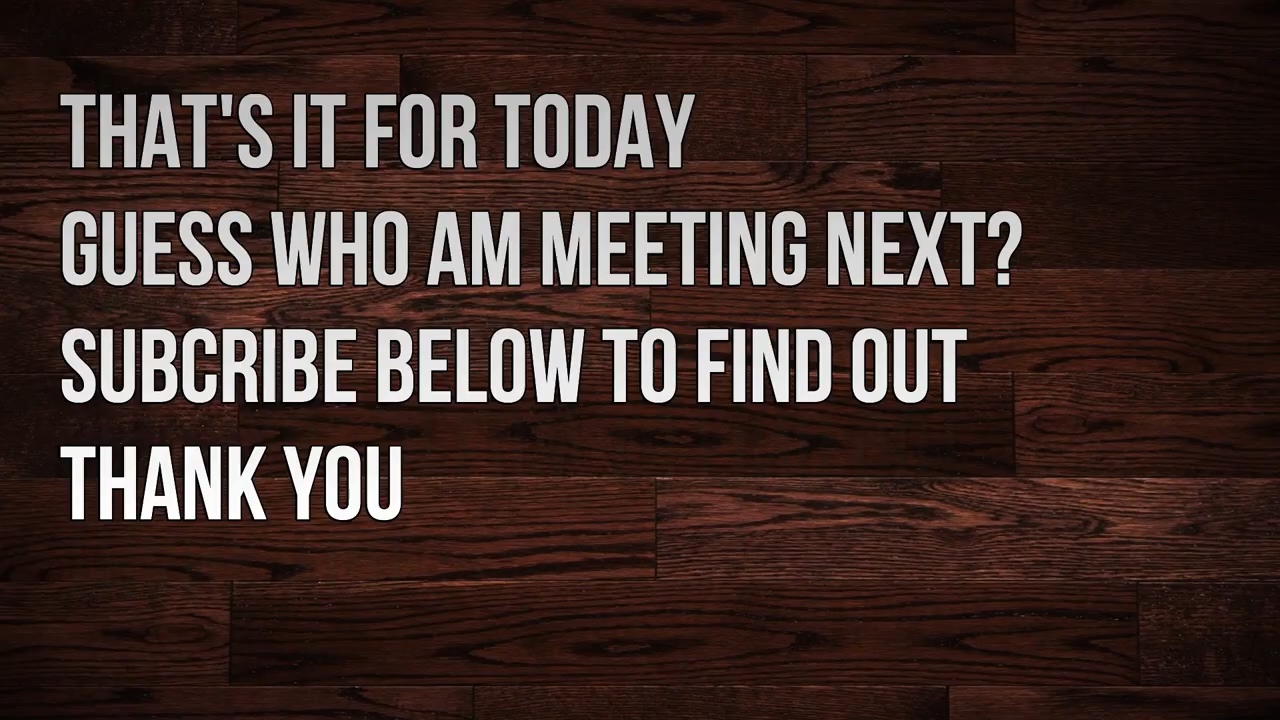 THAT'S IT FOR TODAY
GUESS WHO AM MEETING NEXT?
SUBCRIBE BELOW TO FIND OUT
THANK YOU